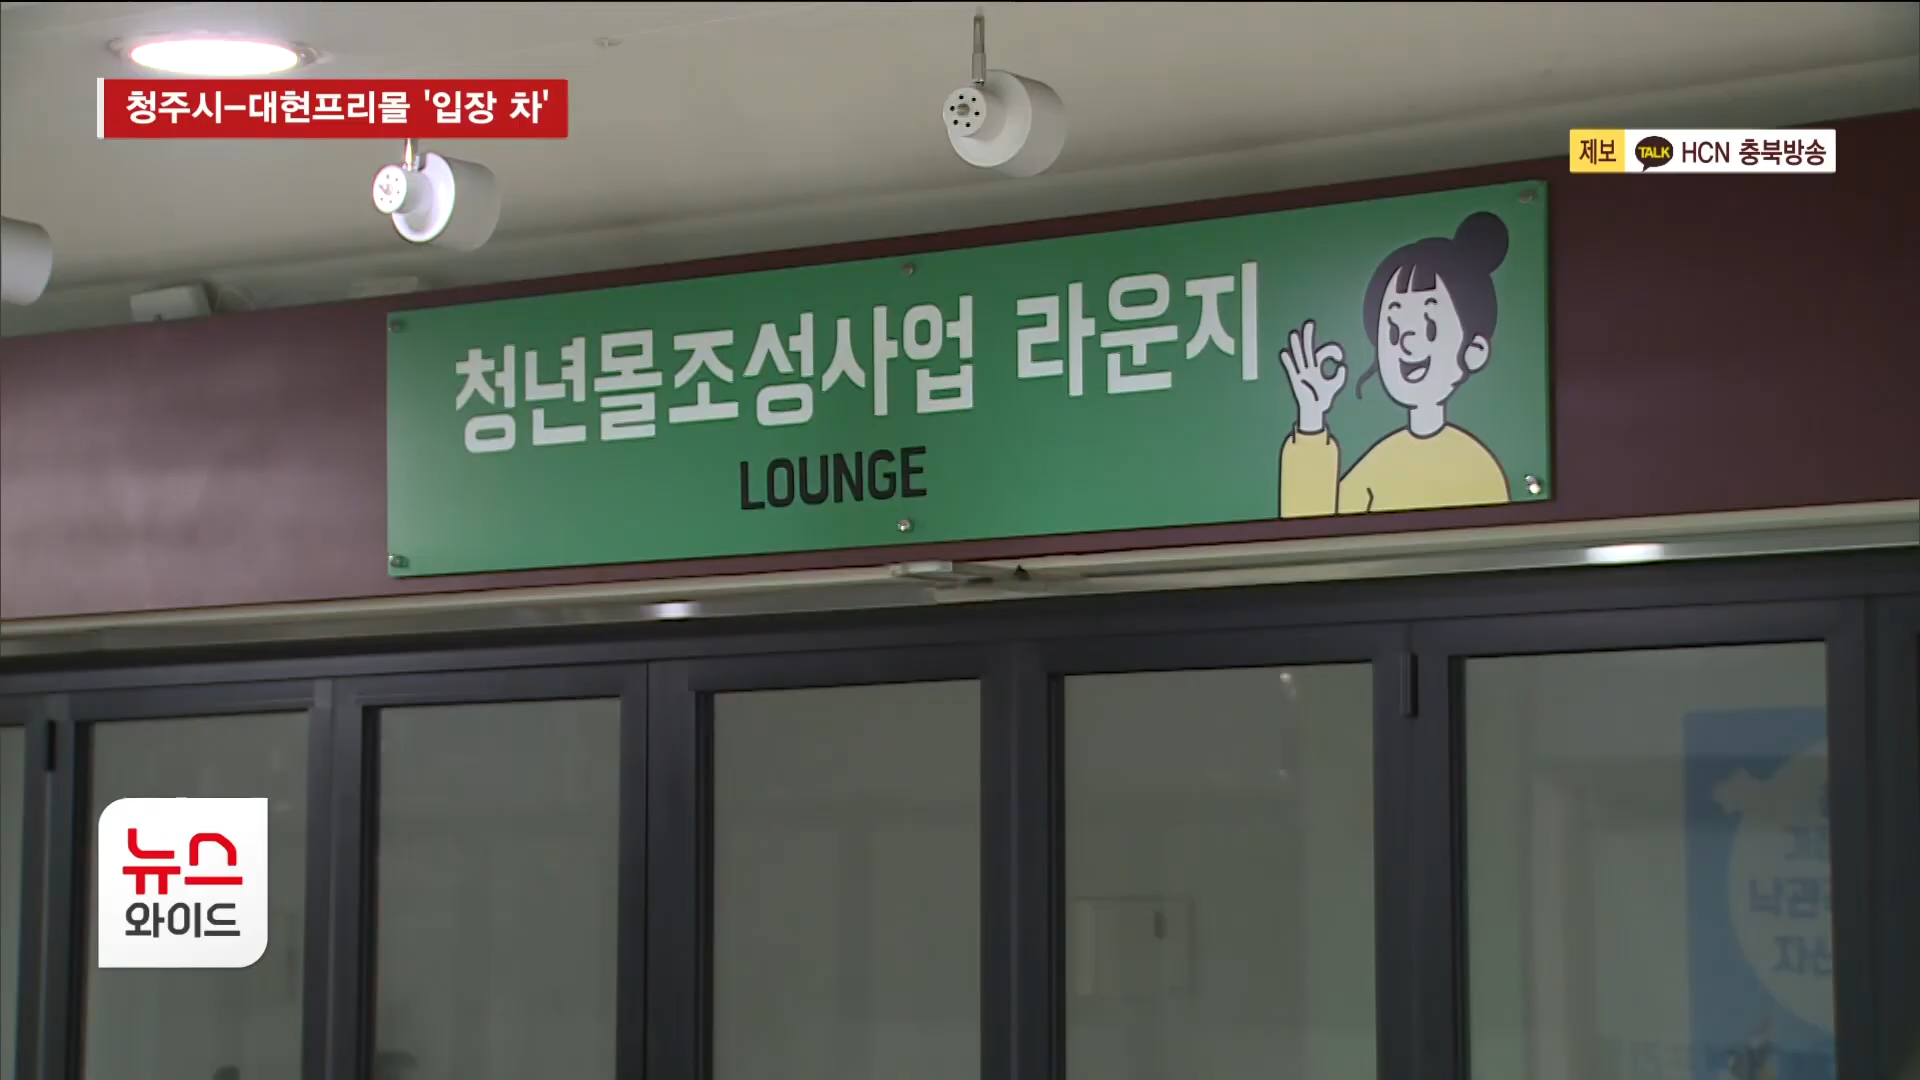 청주시-대현프리몰 '입장 차'
제보 TALK HCN 충북방송
청년몰조성사업 라운지
LOUNGE
뉴스
와이드